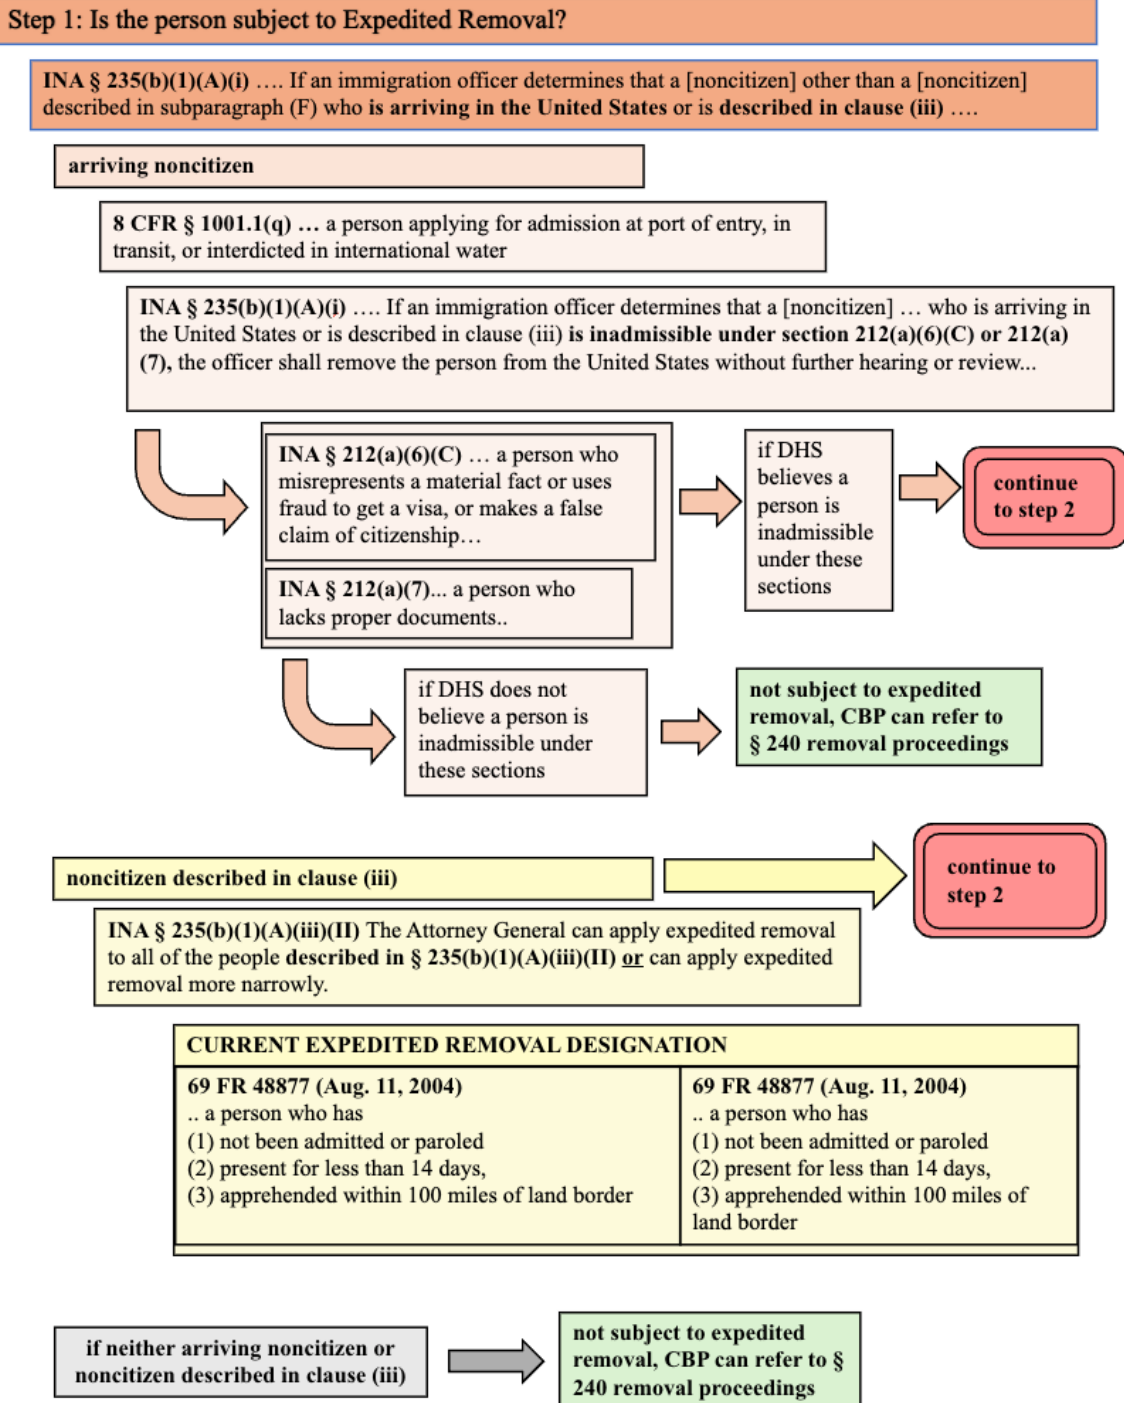 Step 1: Is the person subject to Expedited Removal?
INA § 235(b)(1)(A)(i) .... If an immigration officer determines that a [noncitizen] other than a [noncitizen]
described in subparagraph (F) who is arriving in the United States or is described in clause (iii) ....
arriving noncitizen
8 CFR § 1001.1(q) ... a person applying for admission at port of entry, in
transit, or interdicted in international water
INA § 235(b)(1)(A)(i) .... If an immigration officer determines that a [noncitizen] ... who is arriving in
the United States or is described in clause (iii) is inadmissible under section 212(a)(6)(C) or 212(a)
(7), the officer shall remove the person from the United States without further hearing or review...
INA § 212(a)(6)(C) ... a person who
misrepresents a material fact or uses
fraud to get a visa, or makes a false
claim of citizenship...
INA § 212(a)(7)... a person who
lacks proper documents..
if DHS
believes a
person is
inadmissible
under these
sections
continue
to step 2
if DHS does not
believe a person is
inadmissible under
these sections
not subject to expedited
removal, CBP can refer to
§ 240 removal proceedings
noncitizen described in clause (iii)
continue to
step 2
INA § 235(b)(1)(A)(iii)(II) The Attorney General can apply expedited removal
to all of the people described in § 235(b)(1)(A)(iii)(II) or can apply expedited
removal more narrowly.
CURRENT EXPEDITED REMOVAL DESIGNATION
69 FR 48877 (Aug. 11, 2004)
.. a person who has
(1) not been admitted or paroled
(2) present for less than 14 days,
(3) apprehended within 100 miles of land border
69 FR 48877 (Aug. 11, 2004)
.. a person who has
(1) not been admitted or paroled
(2) present for less than 14 days,
(3) apprehended within 100 miles of
land border
if neither arriving noncitizen or
noncitizen described in clause (iii)
not subject to expedited
removal, CBP can refer to §
240 removal proceedings